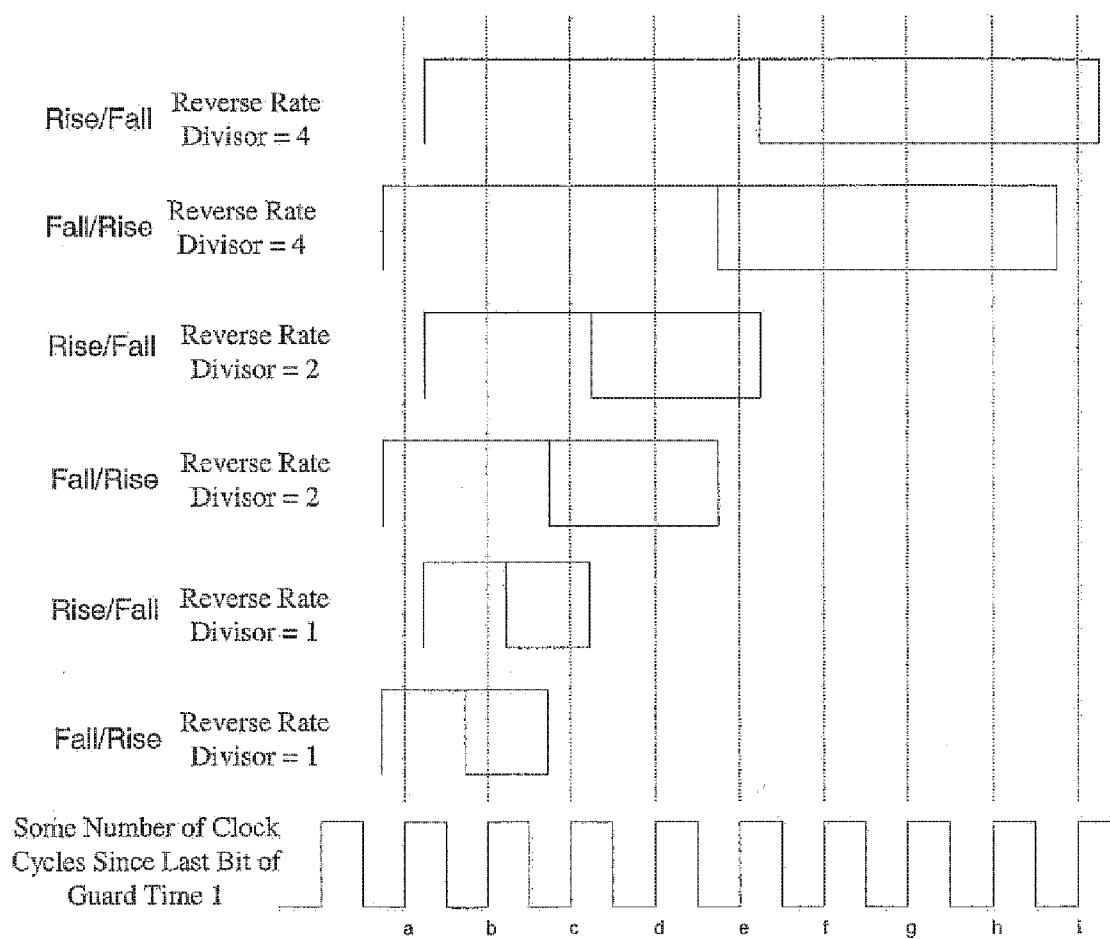 Rise/Fall Reverse Rate
Divisor = 4
Fall/Rise Reverse Rate
Divisor = 4
Rise/Fall Reverse Rate
Divisor = 2
Fall/Rise Reverse Rate
Divisor = 2
Rise/Fall Reverse Rate
Divisor = 1
Fall/Rise Reverse Rate
Divisor = 1
Some Number of Clock
Cycles Since Last Bit of
Guard Time 1
a b c d e f g h i